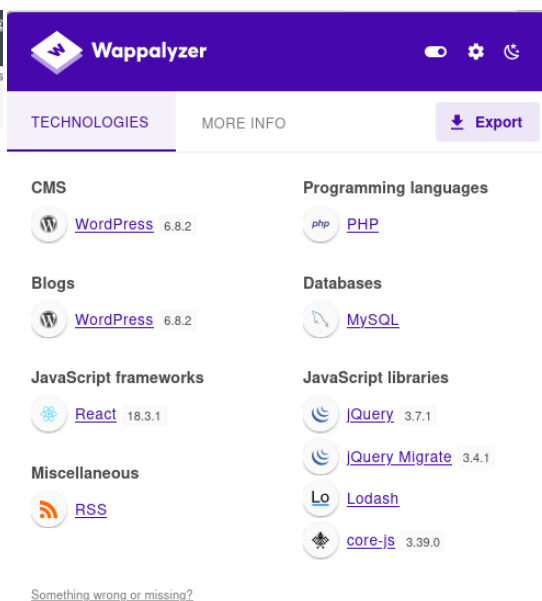 Wappalyzer
TECHNOLOGIES
MORE INFO
Export
CMS
WordPress 6.8.2
Blogs
WordPress 6.8.2
JavaScript frameworks
React 18.3.1
Miscellaneous
RSS
Programming languages
php PHP
Databases
MySQL
JavaScript libraries
jQuery 3.7.1
jQuery Migrate 3.4.1
Lo Lodash
core-js 3.39.0
Something wrong or missing?